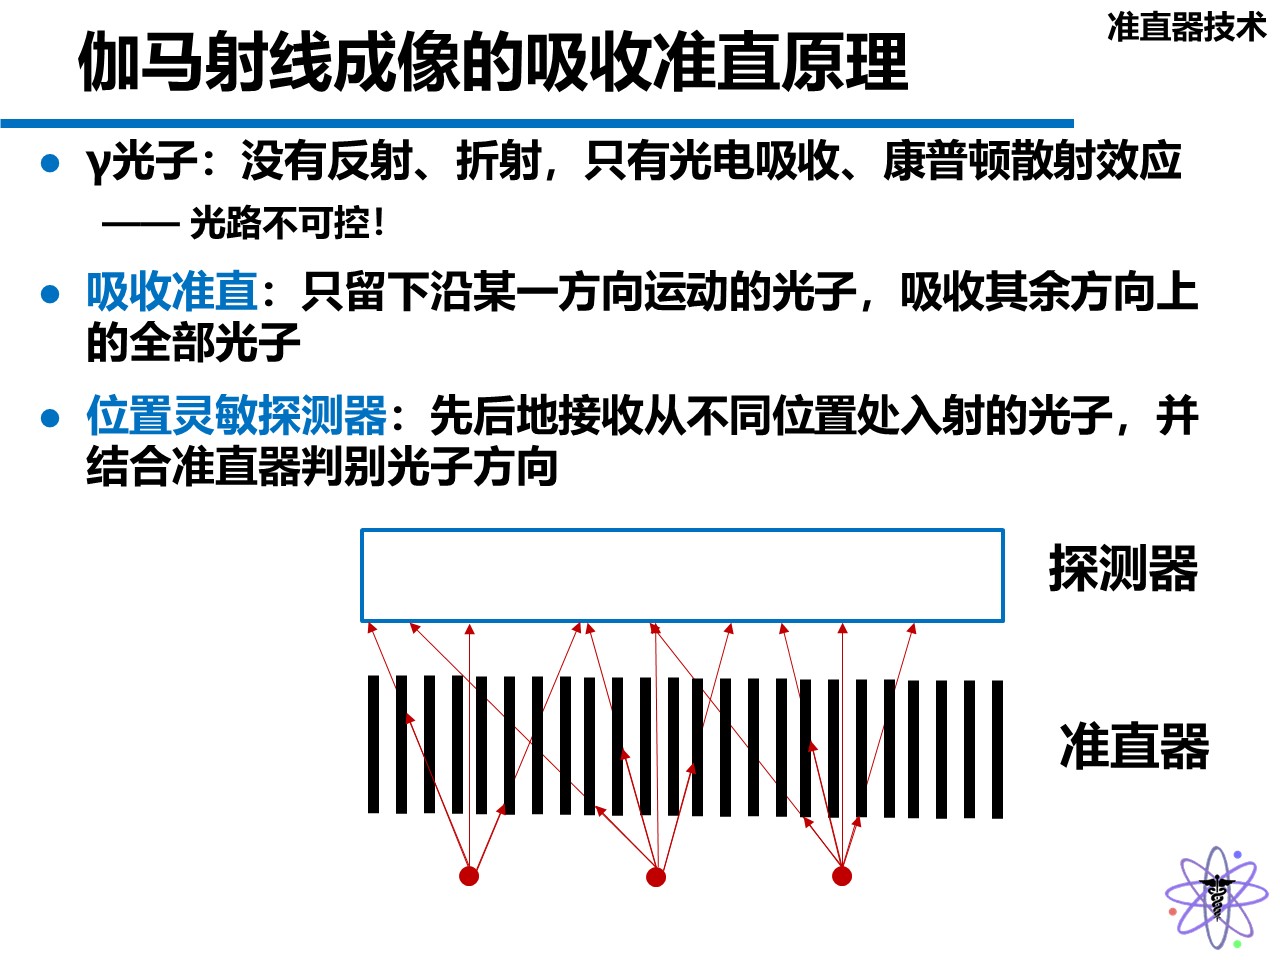 准直器技术
伽马射线成像的吸收准直原理
γ光子：没有反射、折射，只有光电吸收、康普顿散射效应
—— 光路不可控！
吸收准直：只留下沿某一方向运动的光子，吸收其余方向上
的全部光子
位置灵敏探测器：先后地接收从不同位置处入射的光子，并
结合准直器判别光子方向
探测器
准直器